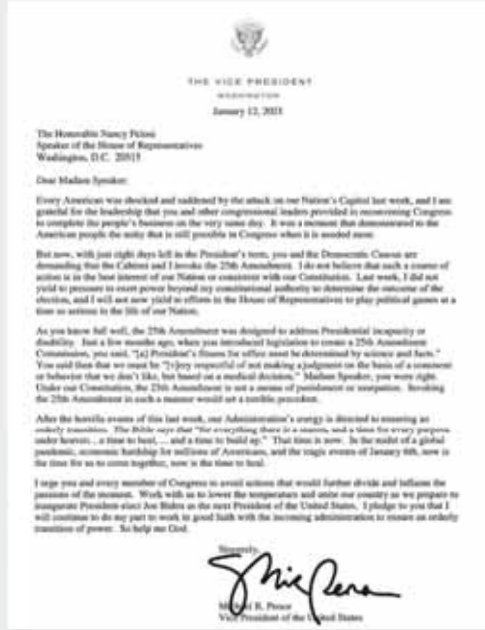 THE VICE PRESIDENT
WASHINGTON
January 12, 2021
The Honorable Nancy Pelosi
Speaker of the House of Representatives
Washington, D.C. 20515
Dear Madam Speaker:
Every American was shocked and saddened by the attack on our Nation's Capitol last week, and I am
grateful for the leadership that you and other congressional leaders provided in reconvening Congress
to complete the people's business on the very same day. It was a moment that demonstrated to the
American people the unity that is still possible in Congress when it is needed most.
But now, with just eight days left in the President's term, you and the Democratic Caucus are
demanding that the Cabinet and I invoke the 25th Amendment. I do not believe that such a course of
action is in the best interest of our Nation or consistent with our Constitution. Last week, I did not
yield to pressure to exert power beyond my constitutional authority to determine the outcome of the
election, and I will not now yield to efforts in the House of Representatives to play political games at a
time so serious in the life of our Nation.
As you know full well, the 25th Amendment was designed to address Presidential incapacity or
disability. Just a few months ago, when you introduced legislation to create a 25th Amendment
Commission, you said, "[a] President's fitness for office must be determined by science and facts."
You said then that we must be "[v]ery respectful of not making a judgment on the basis of a comment
or behavior that we don't like, but based on a medical decision." Madam Speaker, you were right.
Under our Constitution, the 25th Amendment is not a means of punishment or usurpation. Invoking
the 25th Amendment in such a manner would set a terrible precedent.
After the horrific events of this last week, our Administration's energy is directed to ensuring an
orderly transition. The Bible says that "for everything there is a season, and a time for every purpose
under heaven... a time to heal, ... and a time to build up." That time is now. In the midst of a global
pandemic, economic hardship for millions of Americans, and the tragic events of January 6th, now is
the time for us to come together, now is the time to heal.
I urge you and every member of Congress to avoid actions that would further divide and inflame the
passions of the moment. Work with us to lower the temperature and unite our country as we prepare to
inaugurate President-elect Joe Biden as the next President of the United States. I pledge to you that I
will continue to do my part to work in good faith with the incoming administration to ensure an orderly
transition of power. So help me God.
Sincerely,
Michael R. Pence
Vice President of the United States